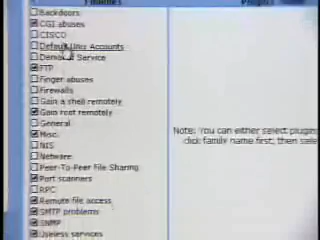 Families
Plugins
Backdoors
CGI abuses
CISCO
Default Unix Accounts
Denial of Service
FTP
Finger abuses
Firewalls
Gain a shell remotely
Gain root remotely
General
Misc.
NIS
Netware
Peer-To-Peer File Sharing
Port scanners
RPC
Remote file access
SMTP problems
SNMP
Useless services
Note: You can either select plugins
click family name first, then sele